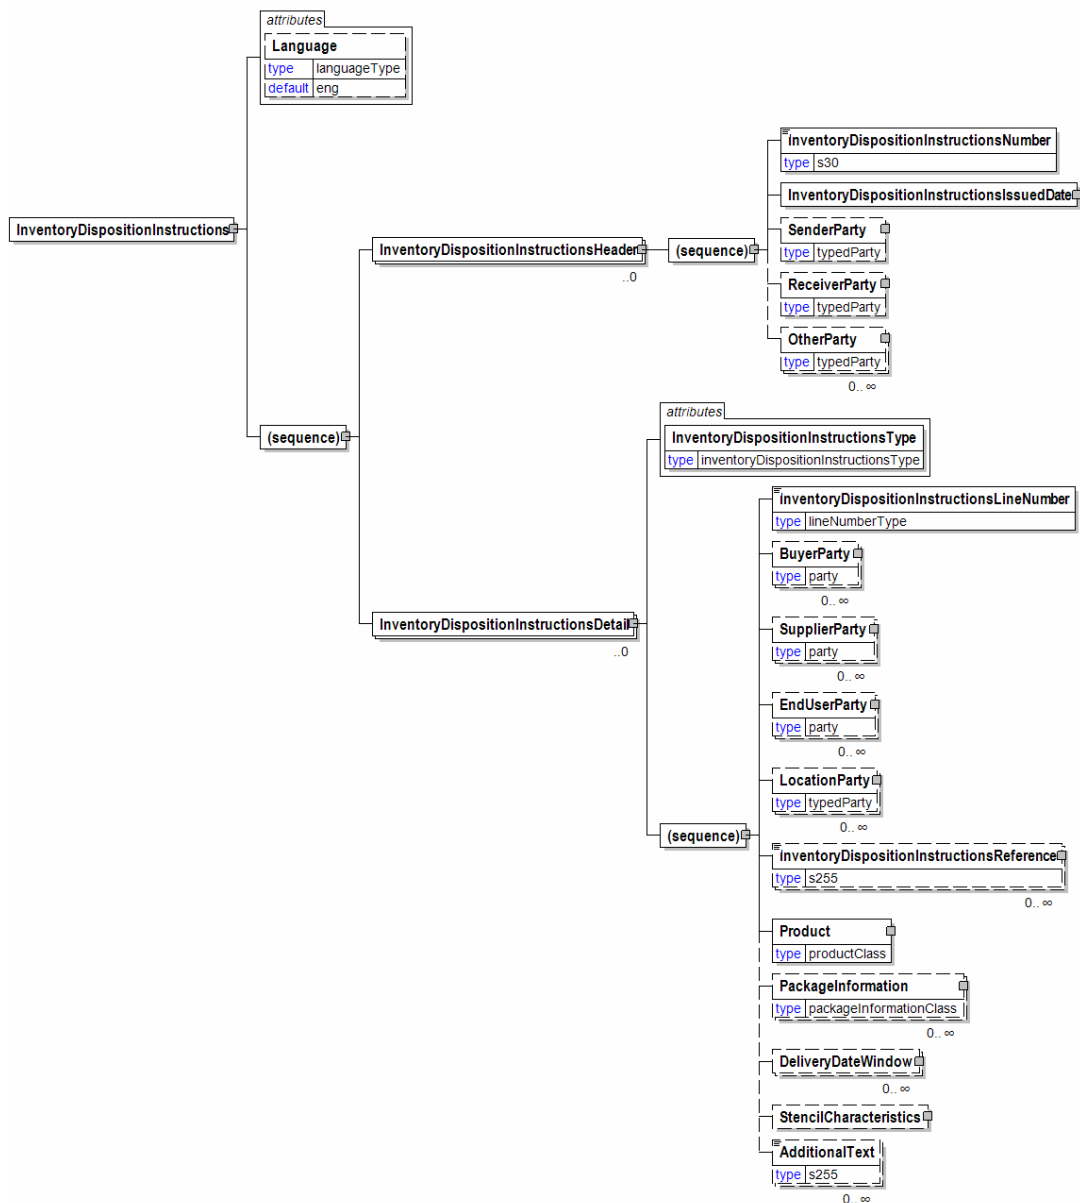 attributes
Language
type languageType
default eng
InventoryDispositionInstructions
InventoryDispositionInstructionsHeader
..0
(sequence)
InventoryDispositionInstructionsNumber
type s30
InventoryDispositionInstructionsIssuedDate
SenderParty
type typedParty
ReceiverParty
type typedParty
OtherParty
type typedParty
0.. ∞
(sequence)
InventoryDispositionInstructionsDetail
..0
attributes
InventoryDispositionInstructionsType
type inventoryDispositionInstructionsType
(sequence)
InventoryDispositionInstructionsLineNumber
type lineNumberType
BuyerParty
type party
0.. ∞
SupplierParty
type party
0.. ∞
EndUserParty
type party
0.. ∞
LocationParty
type typedParty
0.. ∞
InventoryDispositionInstructionsReference
type s255
0.. ∞
Product
type productClass
PackageInformation
type packageInformationClass
0.. ∞
DeliveryDateWindow
0.. ∞
StencilCharacteristics
AdditionalText
type s255
0.. ∞